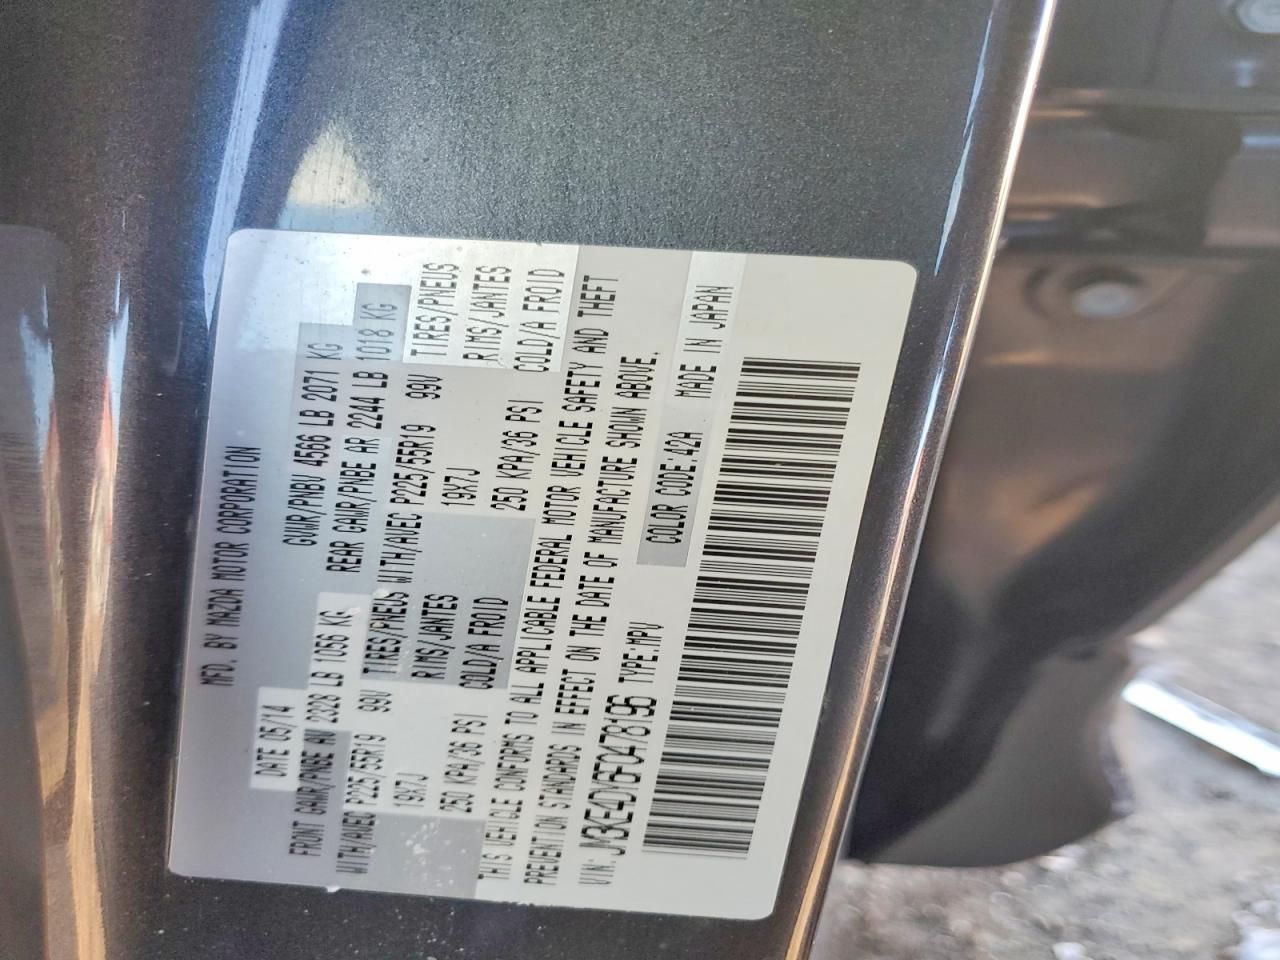 MFD. BY MAZDA MOTOR CORPORATION
DATE 05/14 GVWR/PNBV 4566 LB 2071 KG
FRONT GAWR/PNBE AV 2328 LB 1056 KG REAR GAWR/PNBE AR 2244 LB 1018 KG
WITH/AVEC P225/55R19 99V TIRES/PNEUS WITH/AVEC P225/55R19 99V TIRES/PNEUS
19X7J RIMS/JANTES 19X7J RIMS/JANTES
250 KPA/36 PSI COLD/A FROID 250 KPA/36 PSI COLD/A FROID
THIS VEHICLE CONFORMS TO ALL APPLICABLE FEDERAL MOTOR VEHICLE SAFETY AND THEFT
PREVENTION STANDARDS IN EFFECT ON THE DATE OF MANUFACTURE SHOWN ABOVE.
VIN: JM3KE4DY5F0478196 TYPE:MPV COLOR CODE:42A MADE IN JAPAN